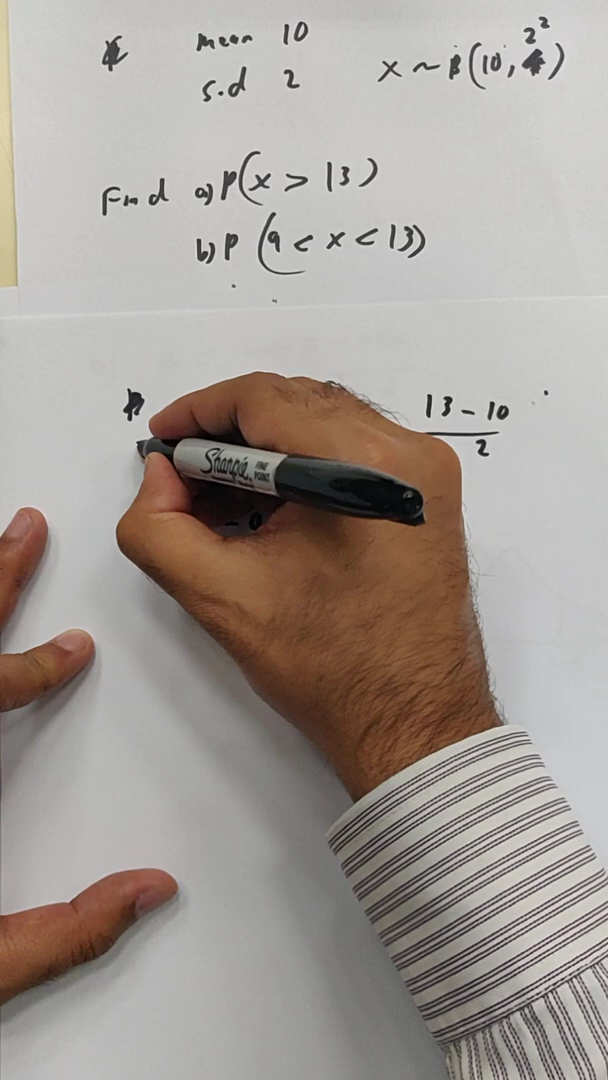 mean 10
s.d 2 X ~ B(10, 2²)
Find a) P(x > 13)
b) P (9 < x < 13)
13 - 10
2
Sharpie FINE POINT